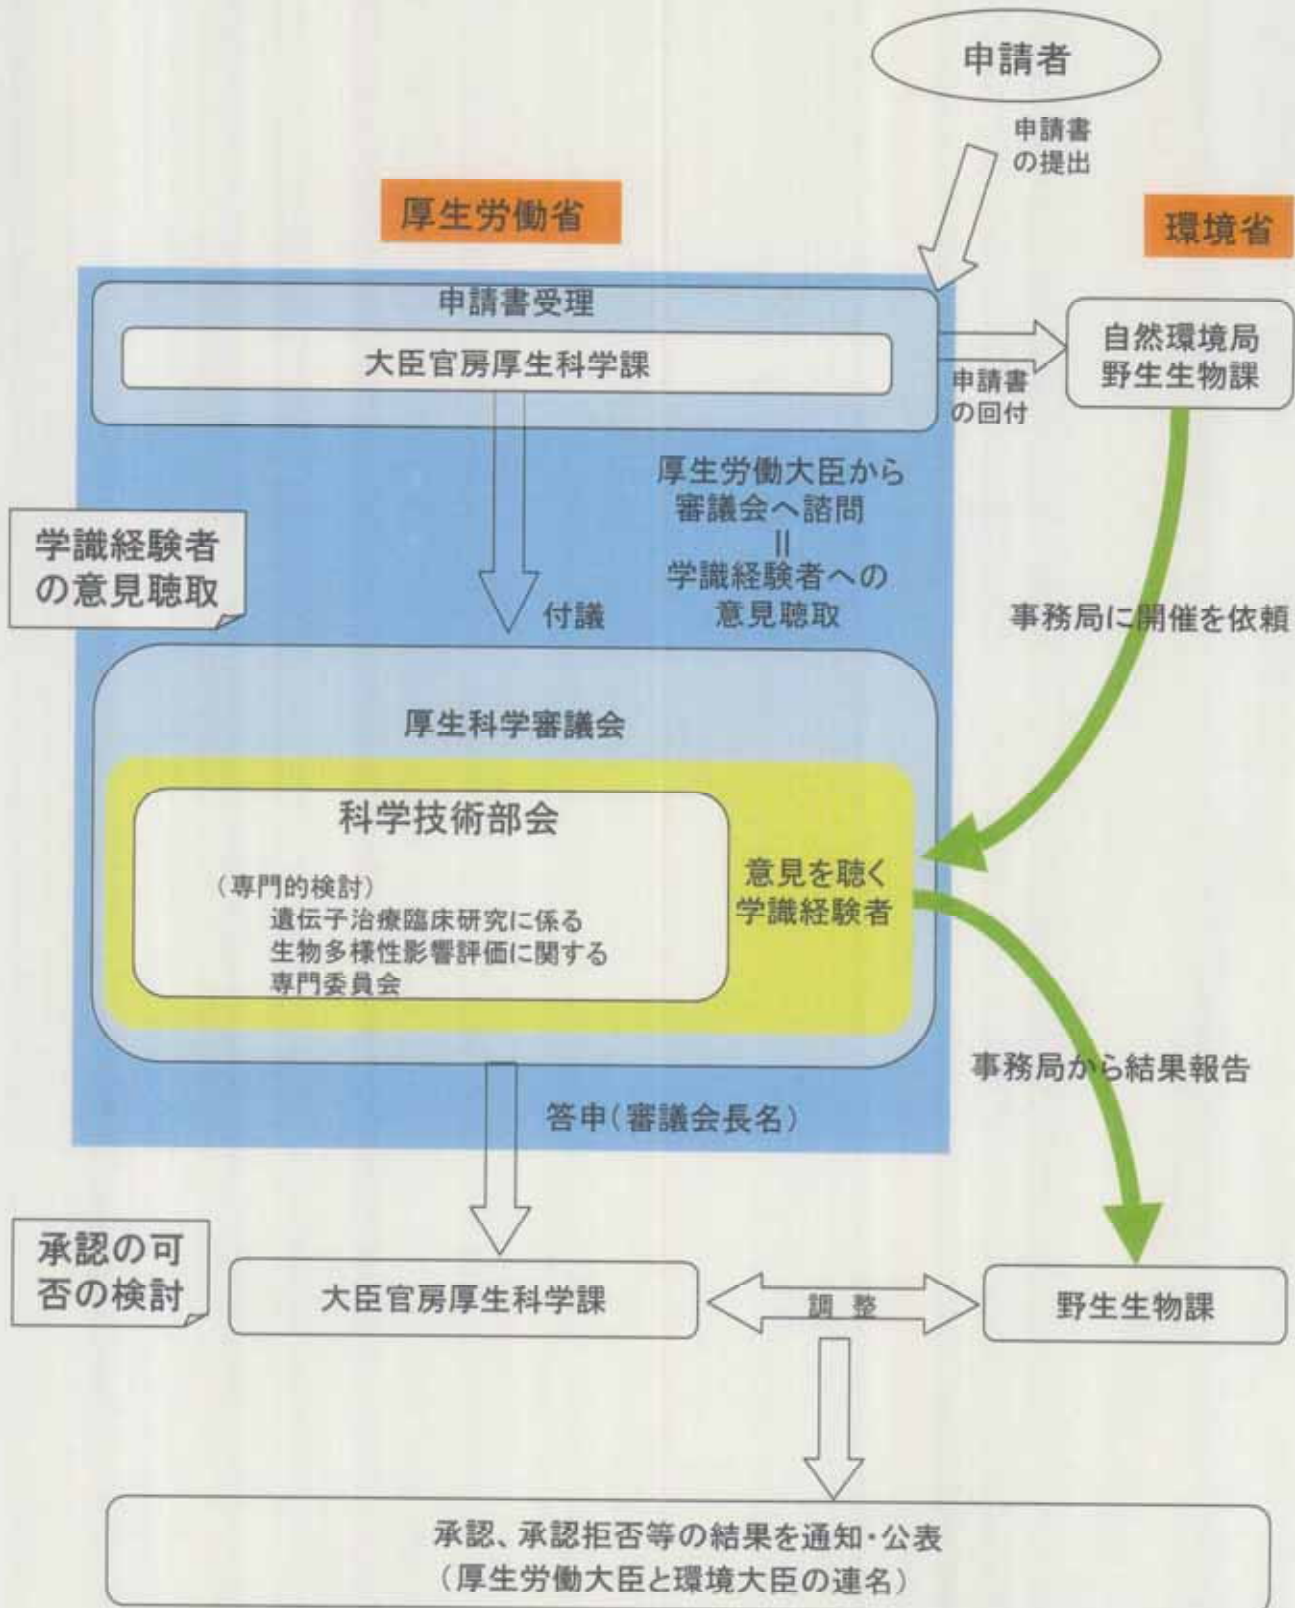 申請者
申請書
の提出
厚生労働省
環境省
申請書受理
大臣官房厚生科学課
自然環境局
野生生物課
申請書
の回付
厚生労働大臣から
審議会へ諮問
||
学識経験者への
意見聴取
学識経験者
の意見聴取
付議
事務局に開催を依頼
厚生科学審議会
科学技術部会
（専門的検討）
遺伝子治療臨床研究に係る
生物多様性影響評価に関する
専門委員会
意見を聴く
学識経験者
事務局から結果報告
答申（審議会長名）
承認の可
否の検討
大臣官房厚生科学課
調 整
野生生物課
承認、承認拒否等の結果を通知・公表
（厚生労働大臣と環境大臣の連名）